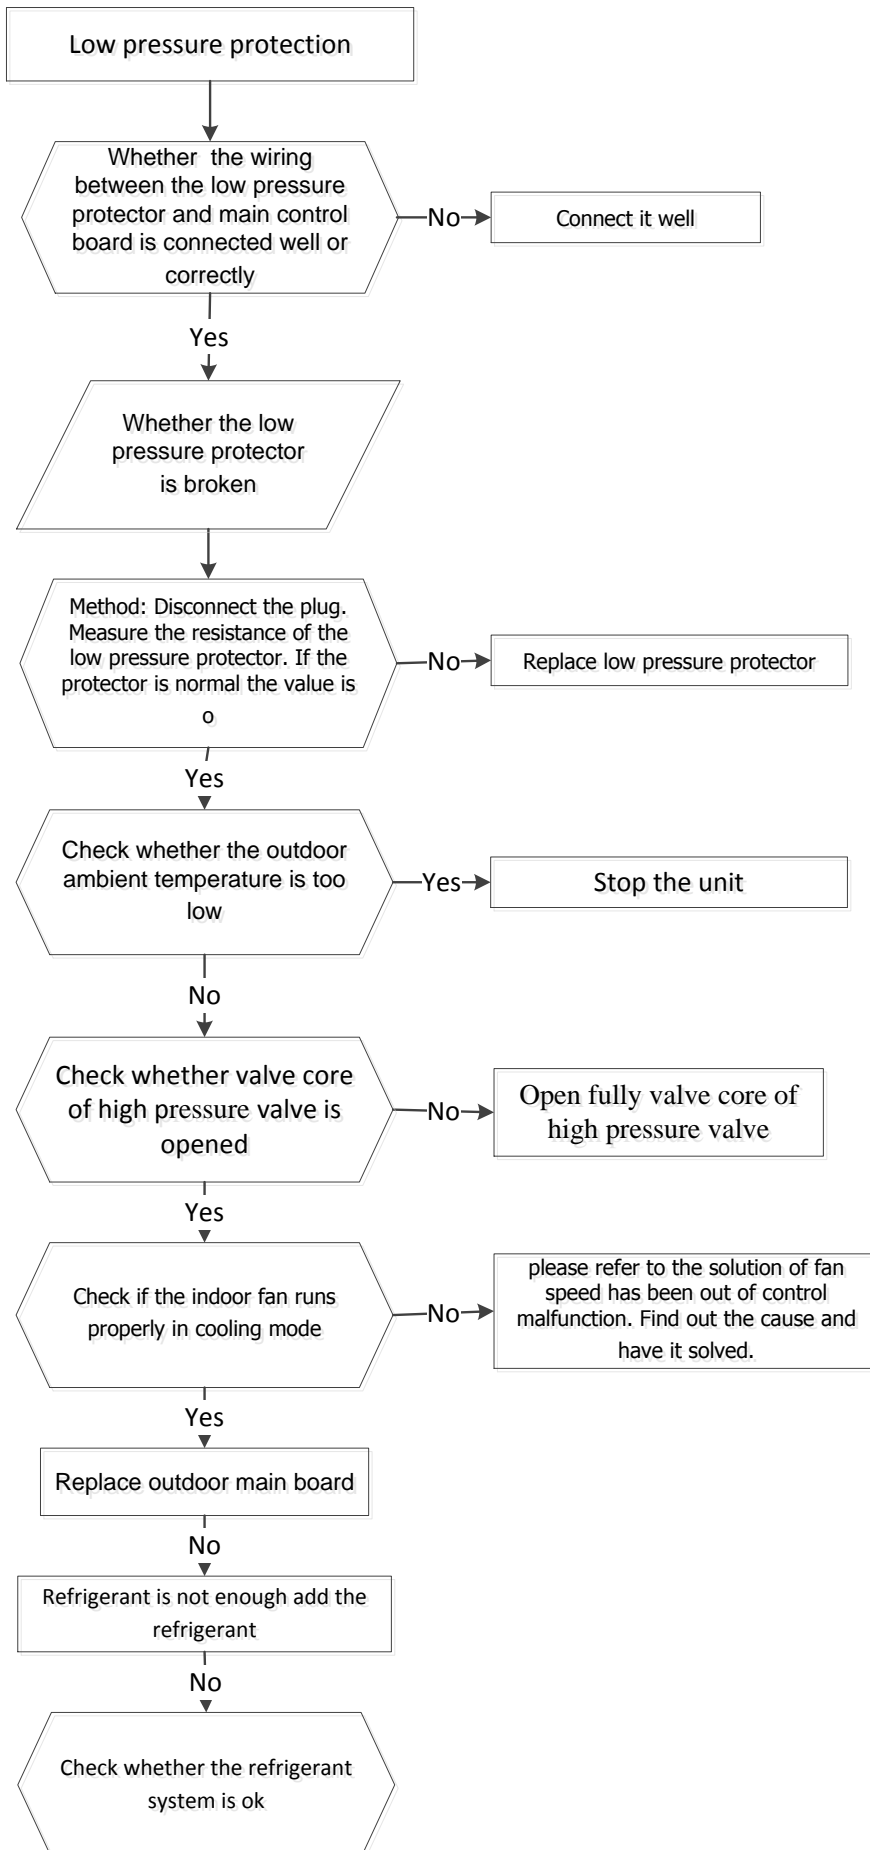 Low pressure protection
Whether the wiring
between the low pressure
protector and main control
board is connected well or
correctly
No
Connect it well
Yes
Whether the low
pressure protector
is broken
Method: Disconnect the plug.
Measure the resistance of the
low pressure protector. If the
protector is normal the value is
o
No
Replace low pressure protector
Yes
Check whether the outdoor
ambient temperature is too
low
Yes
Stop the unit
No
Check whether valve core
of high pressure valve is
opened
No
Open fully valve core of
high pressure valve
Yes
Check if the indoor fan runs
properly in cooling mode
No
please refer to the solution of fan
speed has been out of control
malfunction. Find out the cause and
have it solved.
Yes
Replace outdoor main board
No
Refrigerant is not enough add the
refrigerant
No
Check whether the refrigerant
system is ok